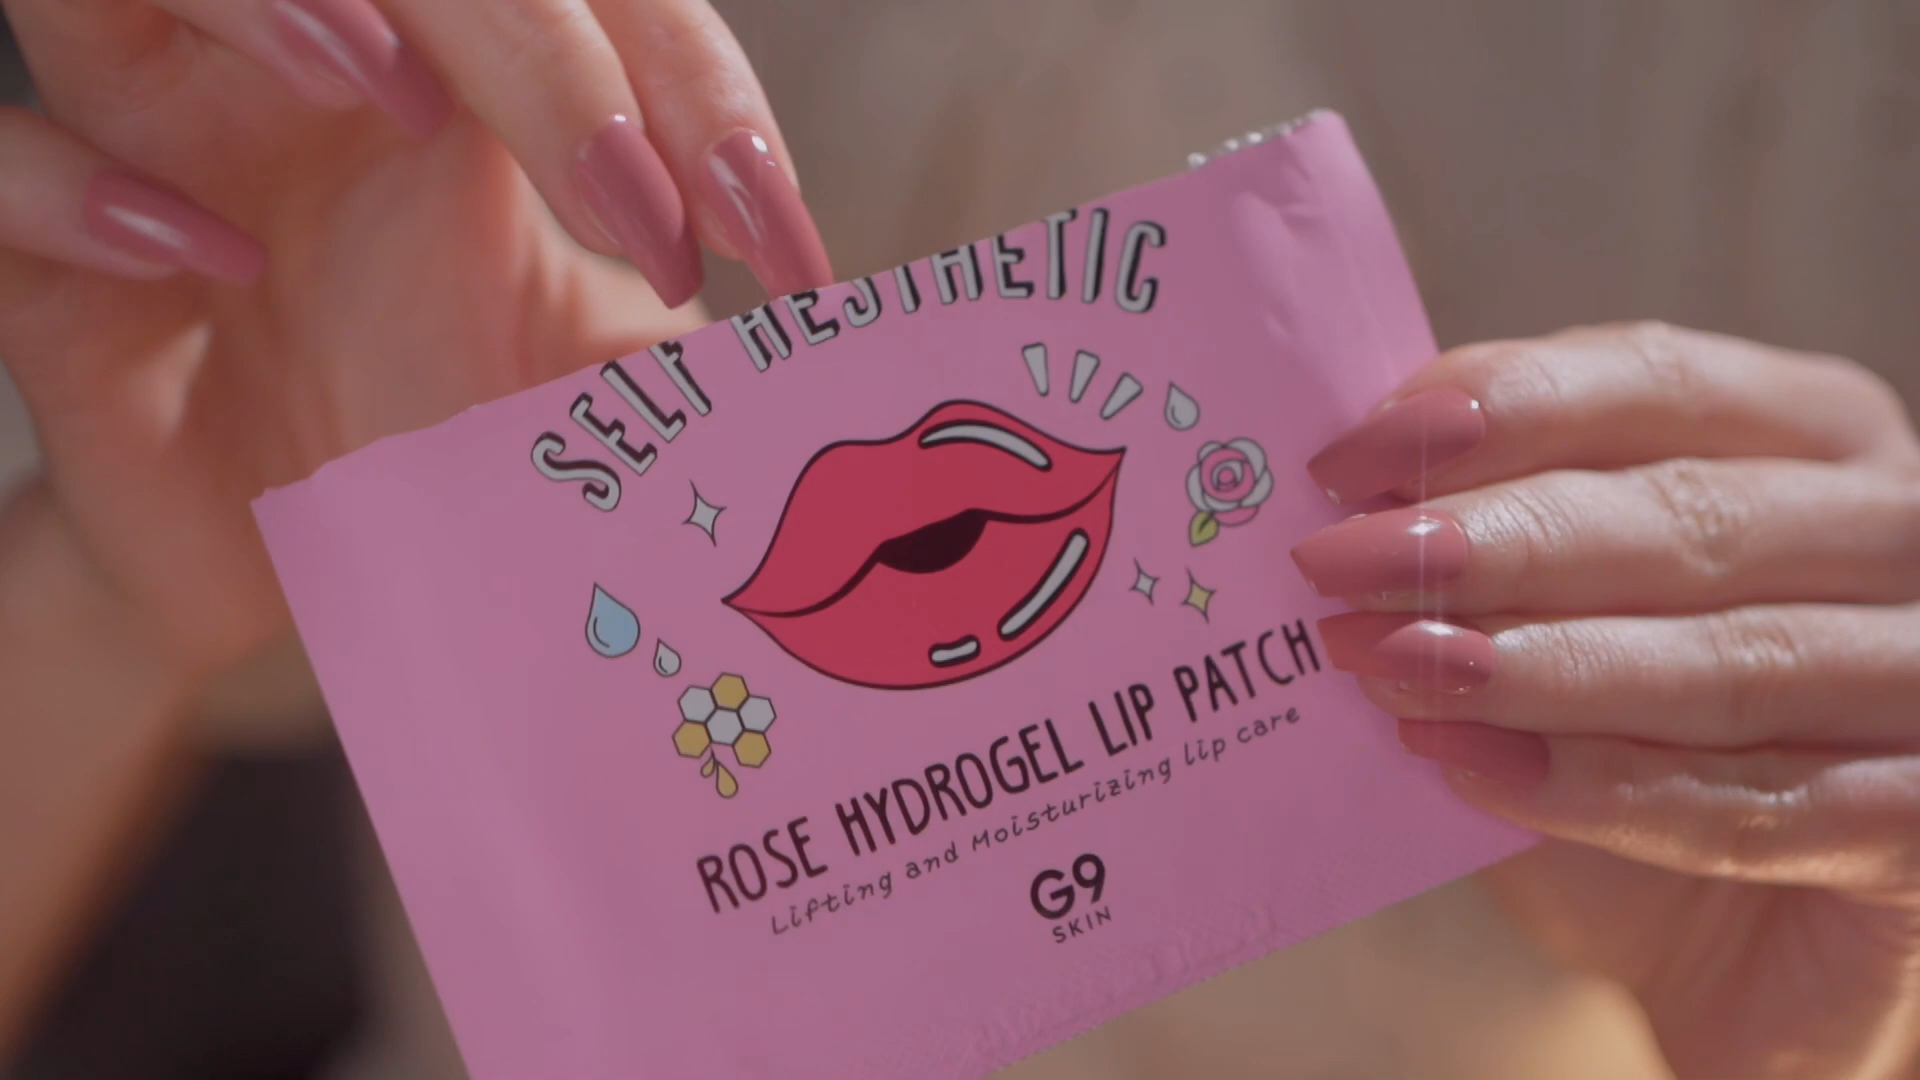 SELF AESTHETIC
ROSE HYDROGEL LIP PATCH
Lifting and Moisturizing lip care
G9
SKIN